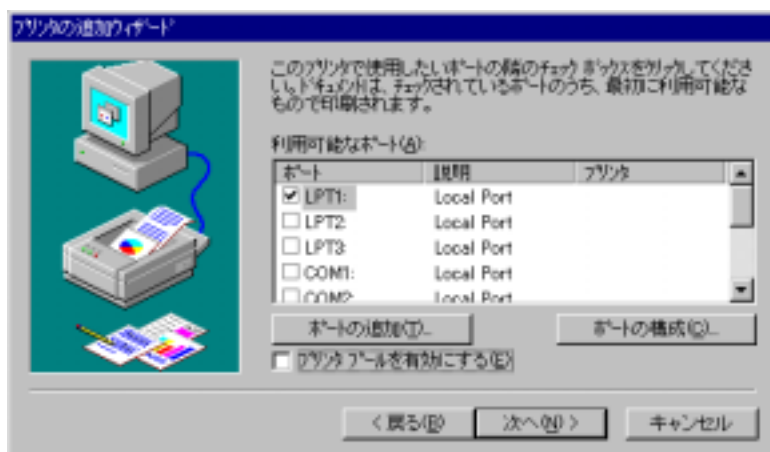 プリンタの追加ウィザード
このプリンタで使用したいポートの隣のチェック ボックスをクリックしてくださ
い。ドキュメントは、チェックされているポートのうち、最初に利用可能な
もので印刷されます。
利用可能なポート(A):
ポート 説明 プリンタ
LPT1: Local Port
LPT2: Local Port
LPT3: Local Port
COM1: Local Port
COM2: Local Port
ポートの追加(T)... ポートの構成(C)...
プリンタ プールを有効にする(E)
< 戻る(B) 次へ(N) > キャンセル